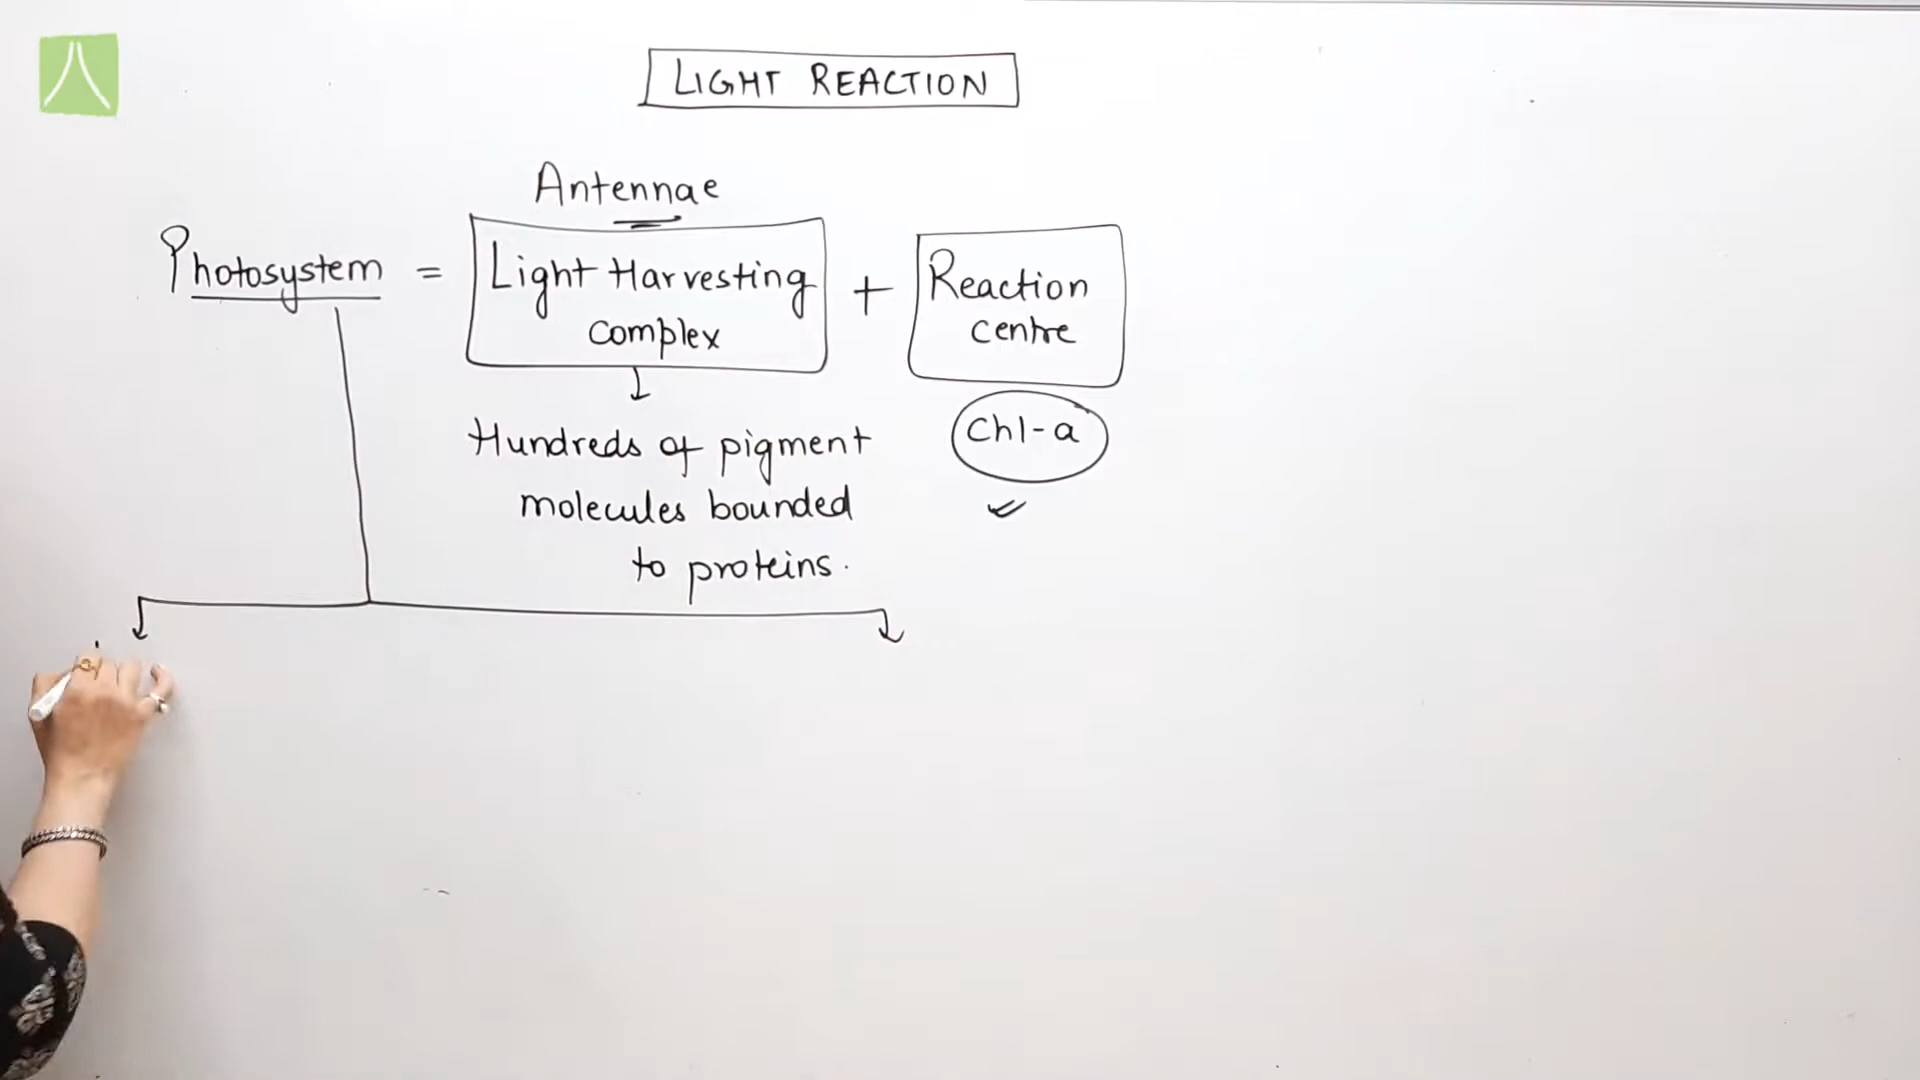 LIGHT REACTION
Antennae
Photosystem = Light Harvesting complex + Reaction centre
Chl-a
Hundreds of pigment
molecules bounded
to proteins.